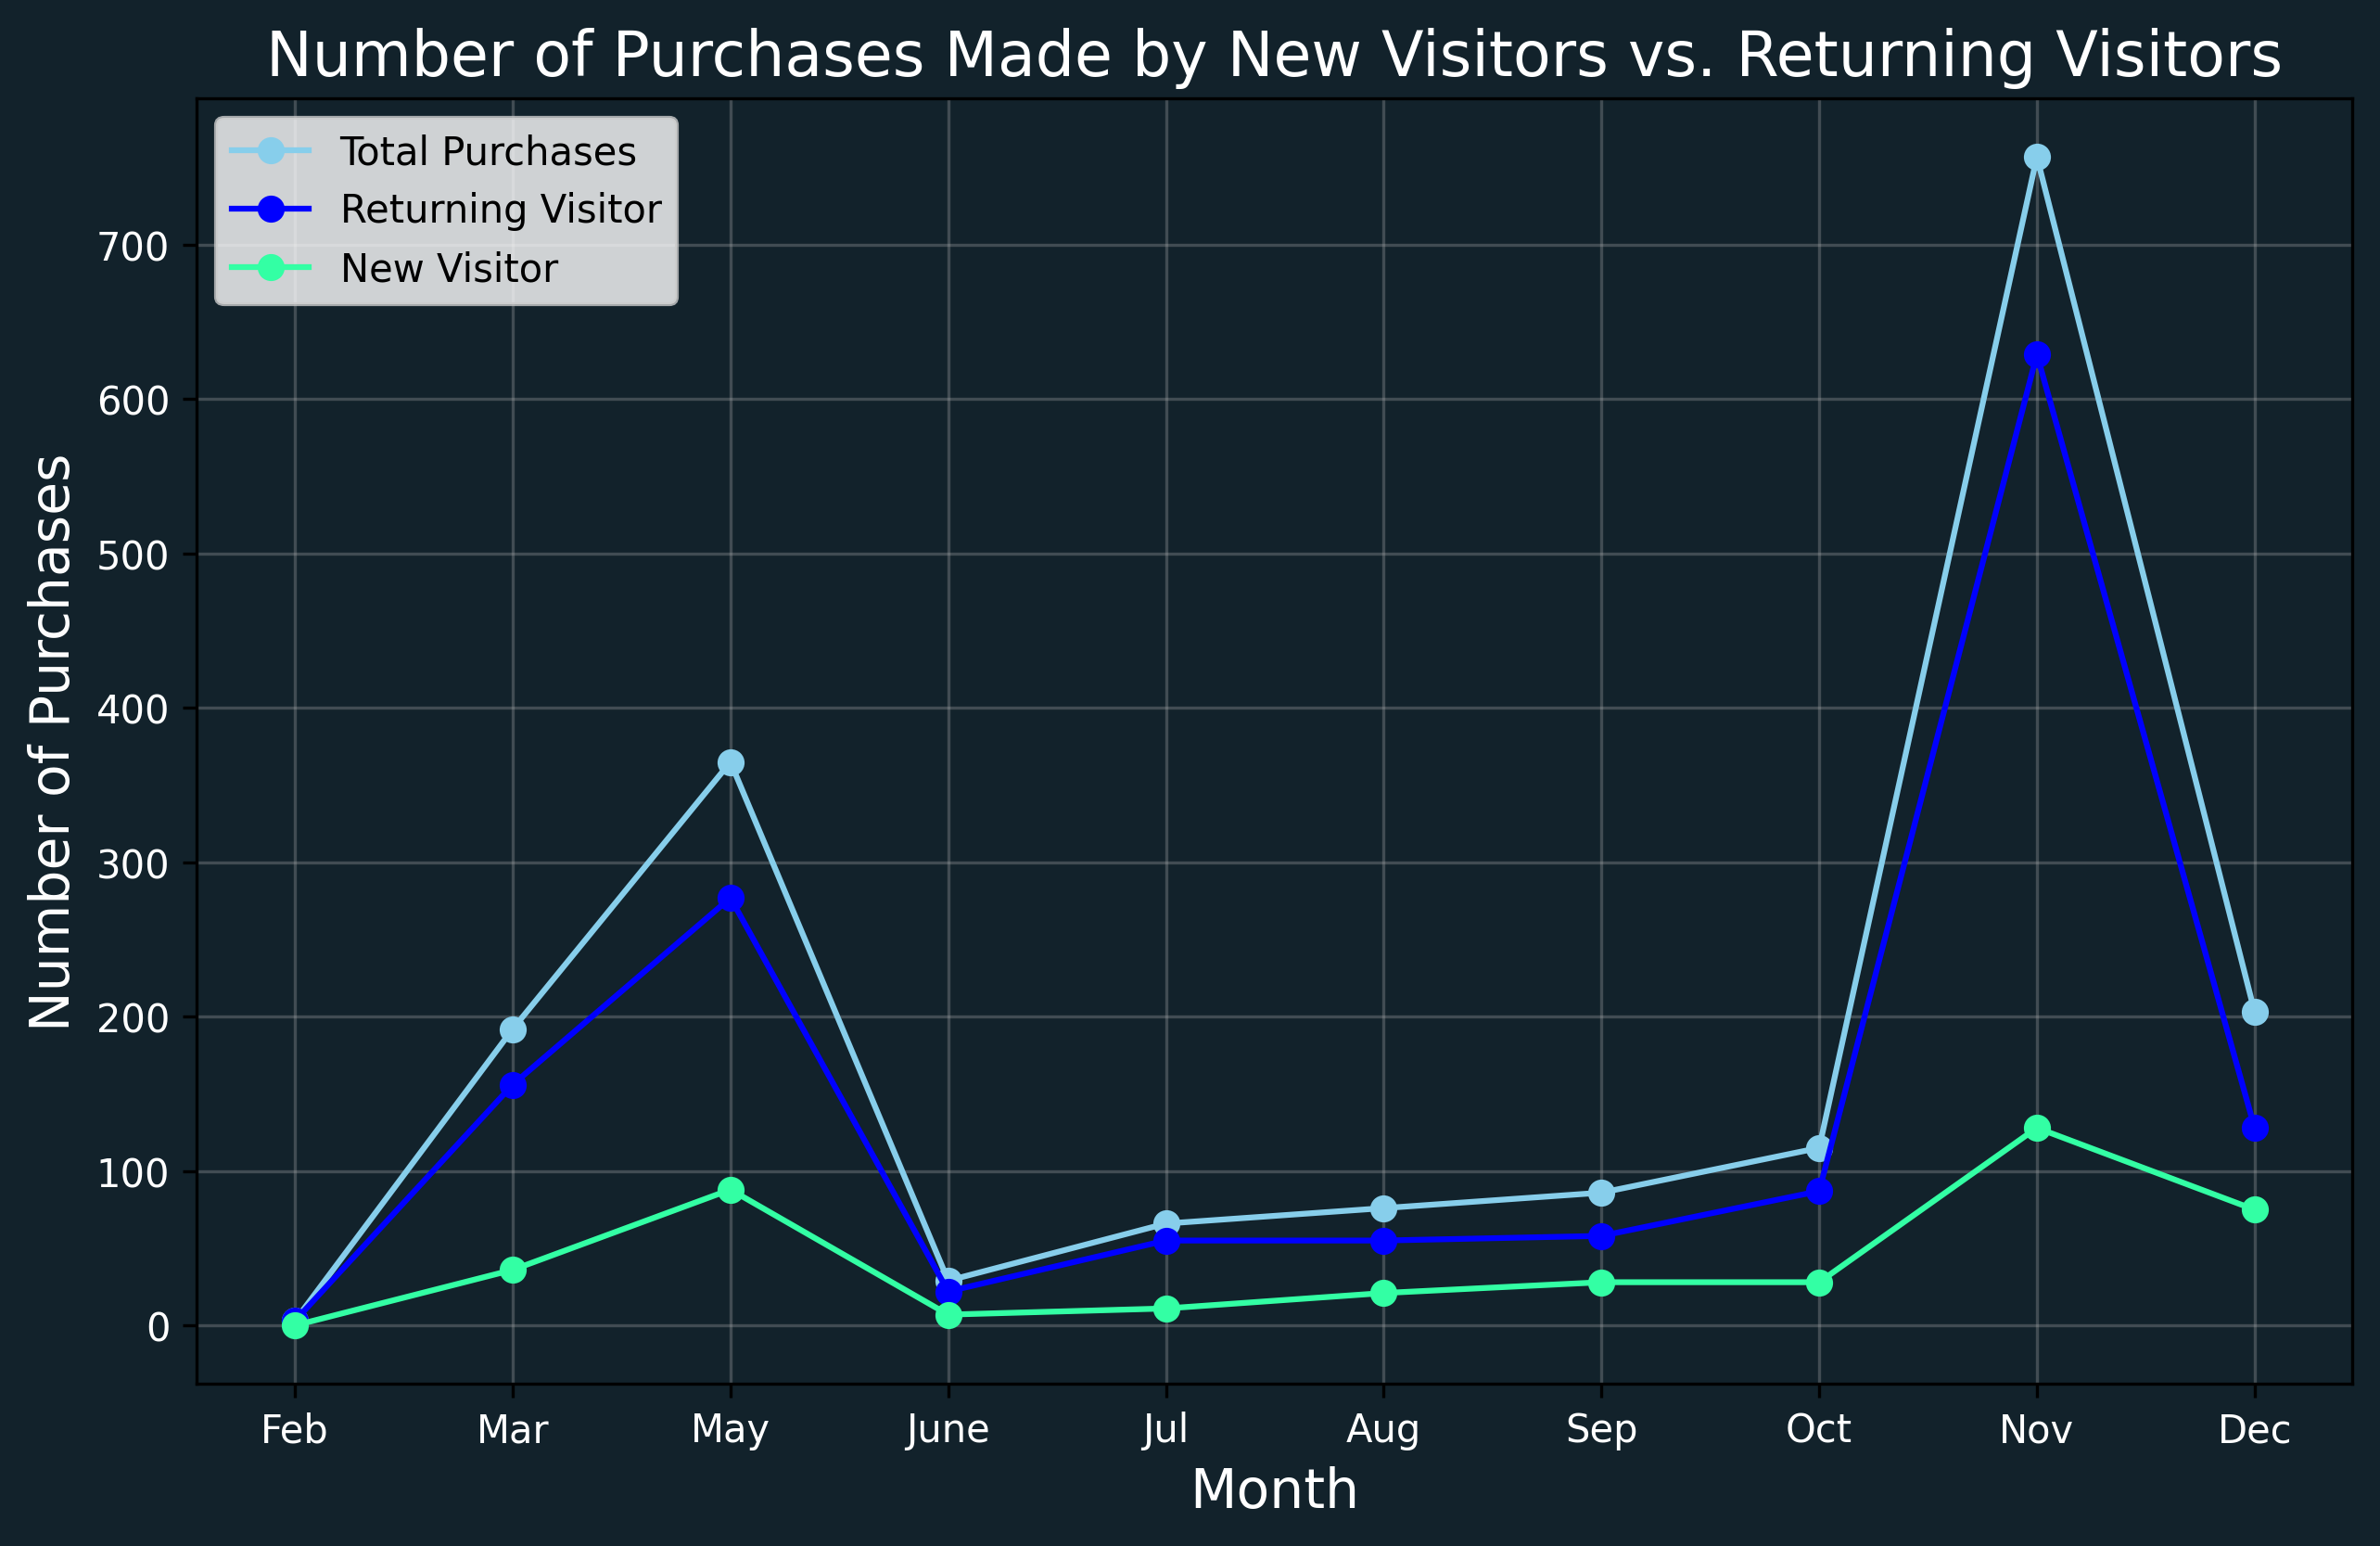 Number of Purchases Made by New Visitors vs. Returning Visitors
Total Purchases
Returning Visitor
New Visitor
Number of Purchases
700
600
500
400
300
200
100
0
Feb Mar May June Jul Aug Sep Oct Nov Dec
Month